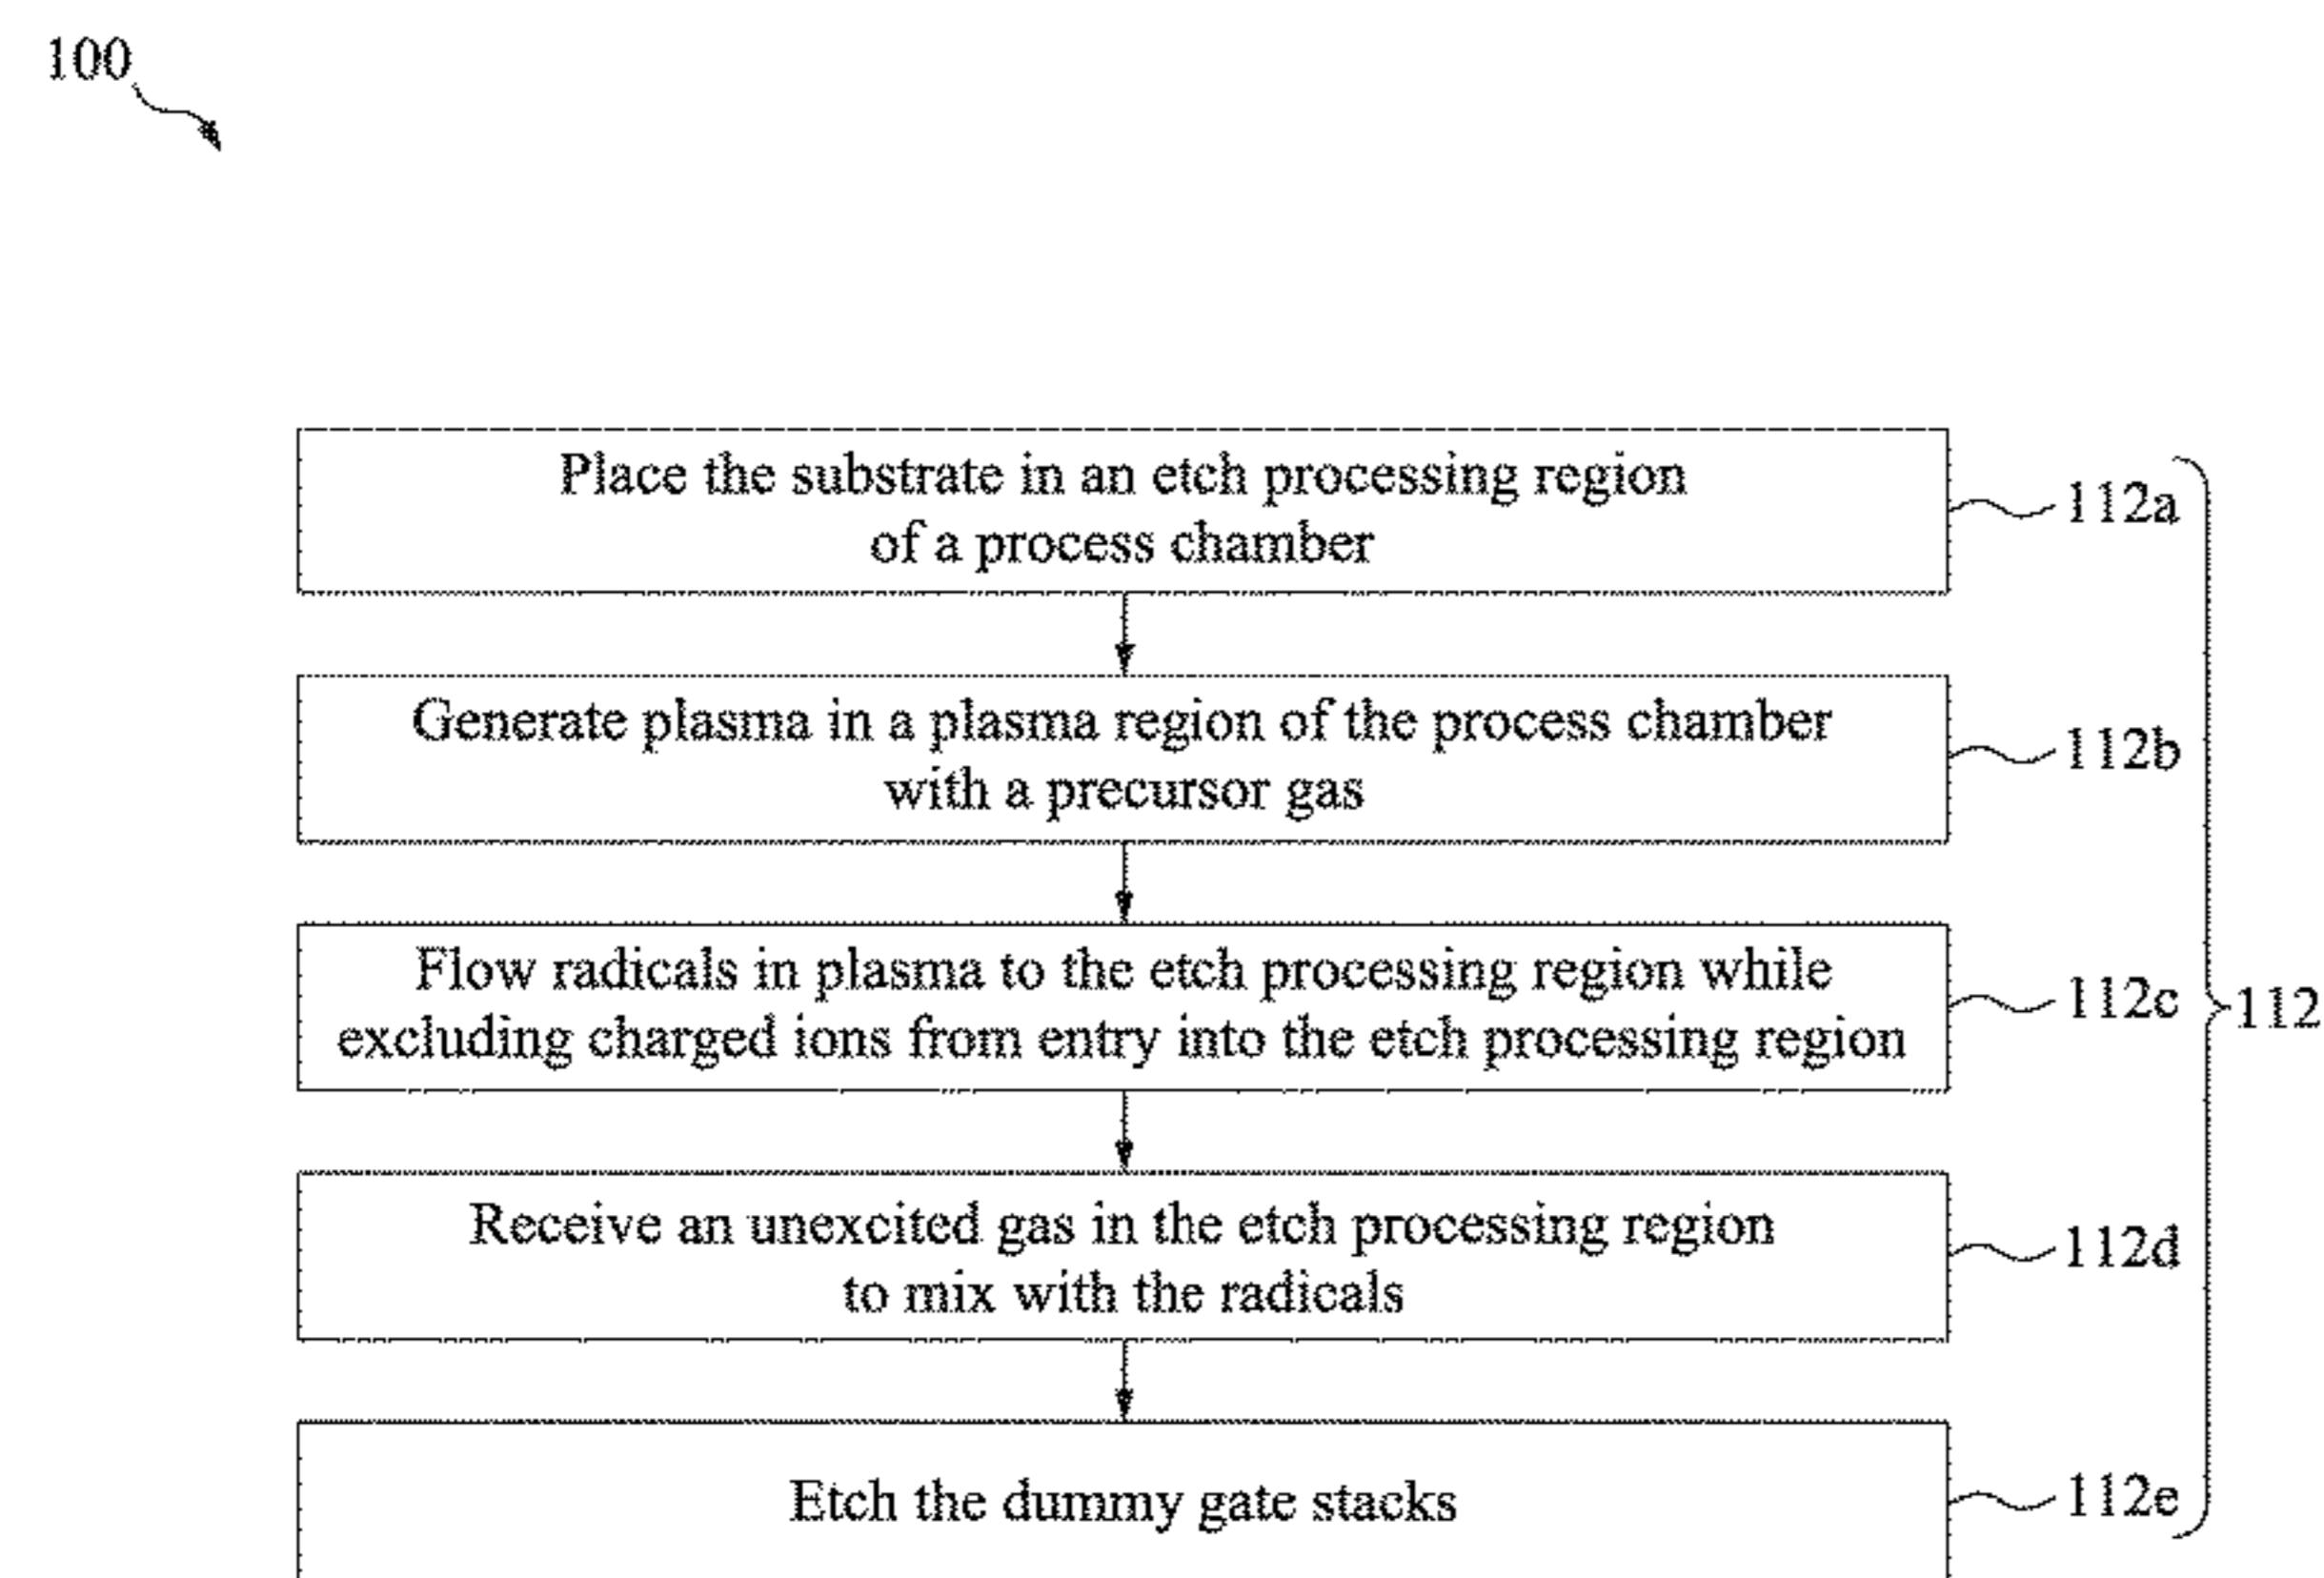 100
Place the substrate in an etch processing region
of a process chamber
112a
Generate plasma in a plasma region of the process chamber
with a precursor gas
112b
Flow radicals in plasma to the etch processing region while
excluding charged ions from entry into the etch processing region
112c
112
Receive an unexcited gas in the etch processing region
to mix with the radicals
112d
Etch the dummy gate stacks
112e